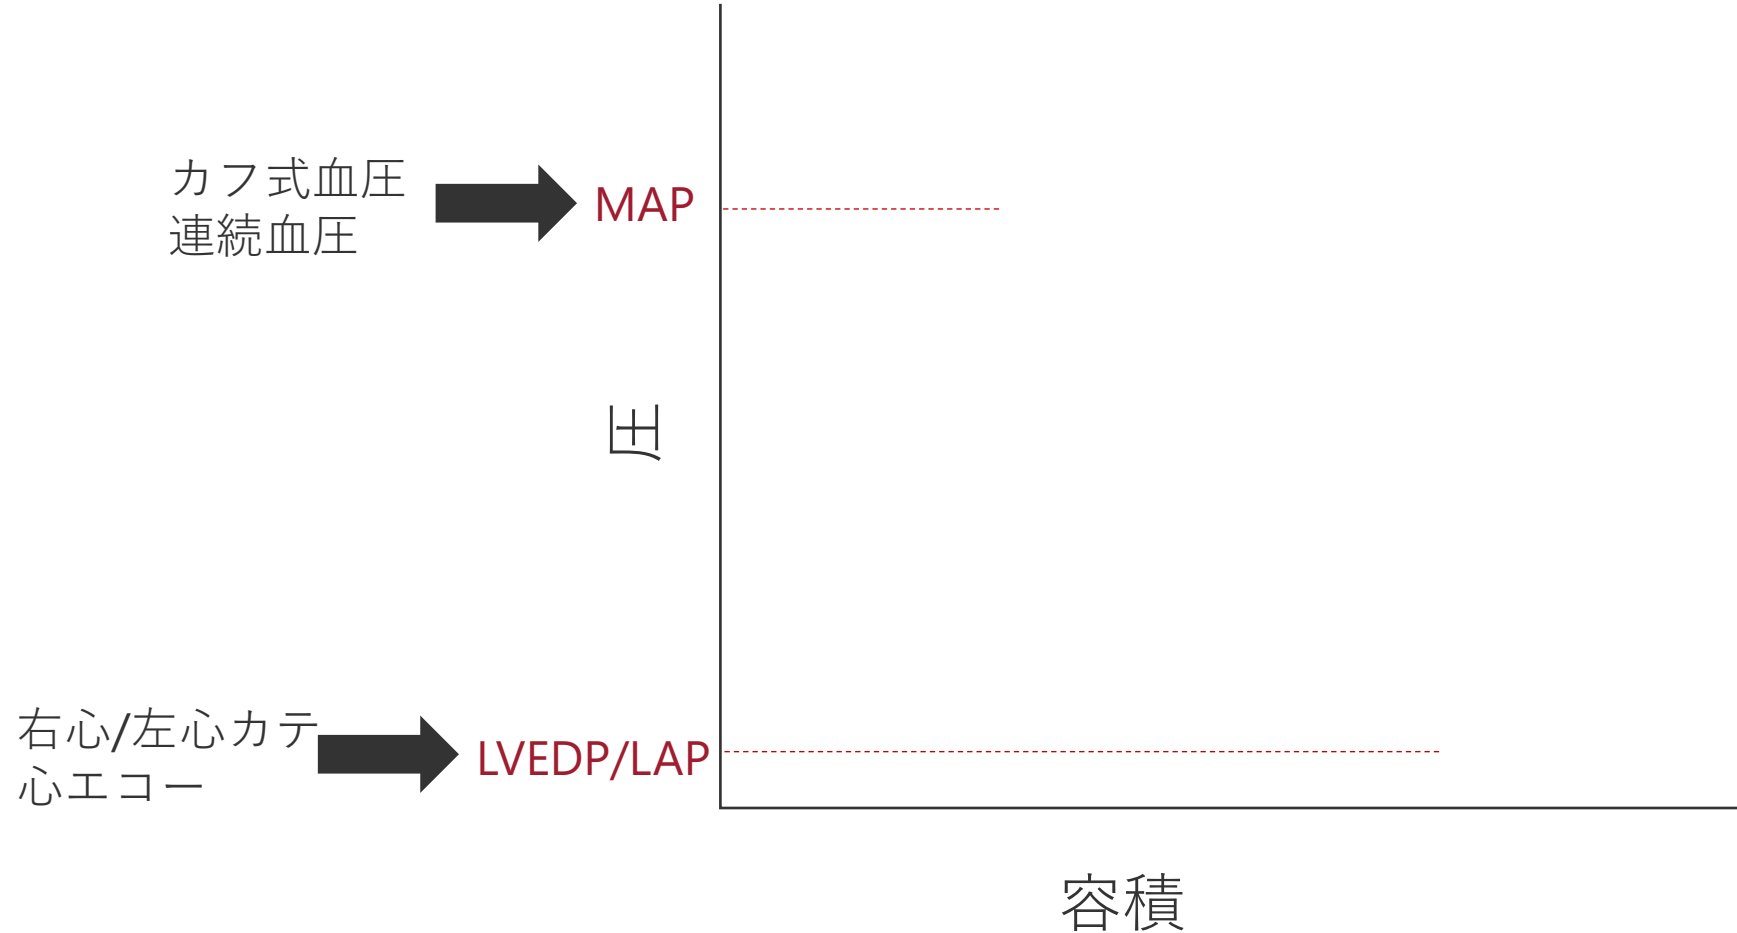 カフ式血圧
連続血圧
MAP
圧
右心/左心カテ
心エコー
LVEDP/LAP
容積